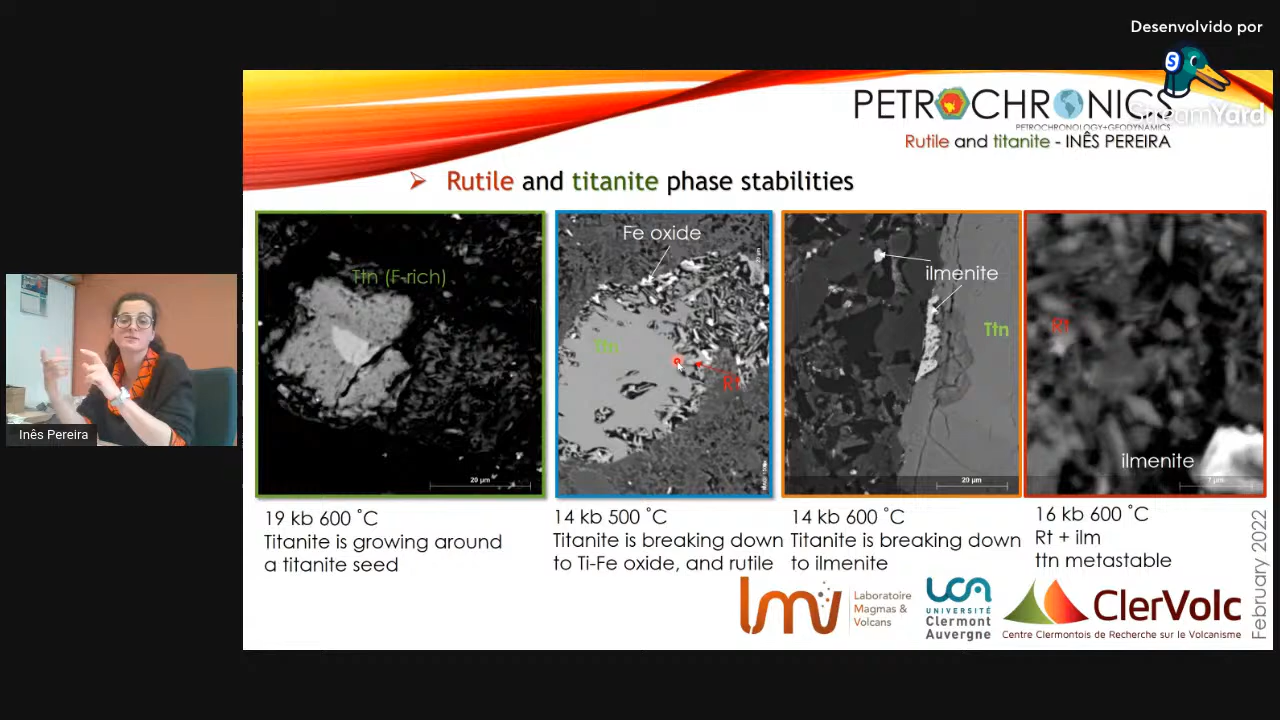 Desenvolvido por
StreamYard
PETROCHRONICS
PETROCHRONOLOGY+GEODYNAMICS
Rutile and titanite - INÊS PEREIRA
Rutile and titanite phase stabilities
Ttn (F-rich)
20 µm
Fe oxide
Ttn
Rt
ilmenite
Ttn
20 µm
Rt
ilmenite
7 µm
19 kb 600 ˚C
Titanite is growing around
a titanite seed
14 kb 500 ˚C
Titanite is breaking down
to Ti-Fe oxide, and rutile
14 kb 600 ˚C
Titanite is breaking down
to ilmenite
16 kb 600 ˚C
Rt + ilm
ttn metastable
Inês Pereira
lmv
Laboratoire
Magmas &
Volcans
UCA
UNIVERSITÉ
Clermont
Auvergne
ClerVolc
Centre Clermontois de Recherche sur le Volcanisme
February 2022